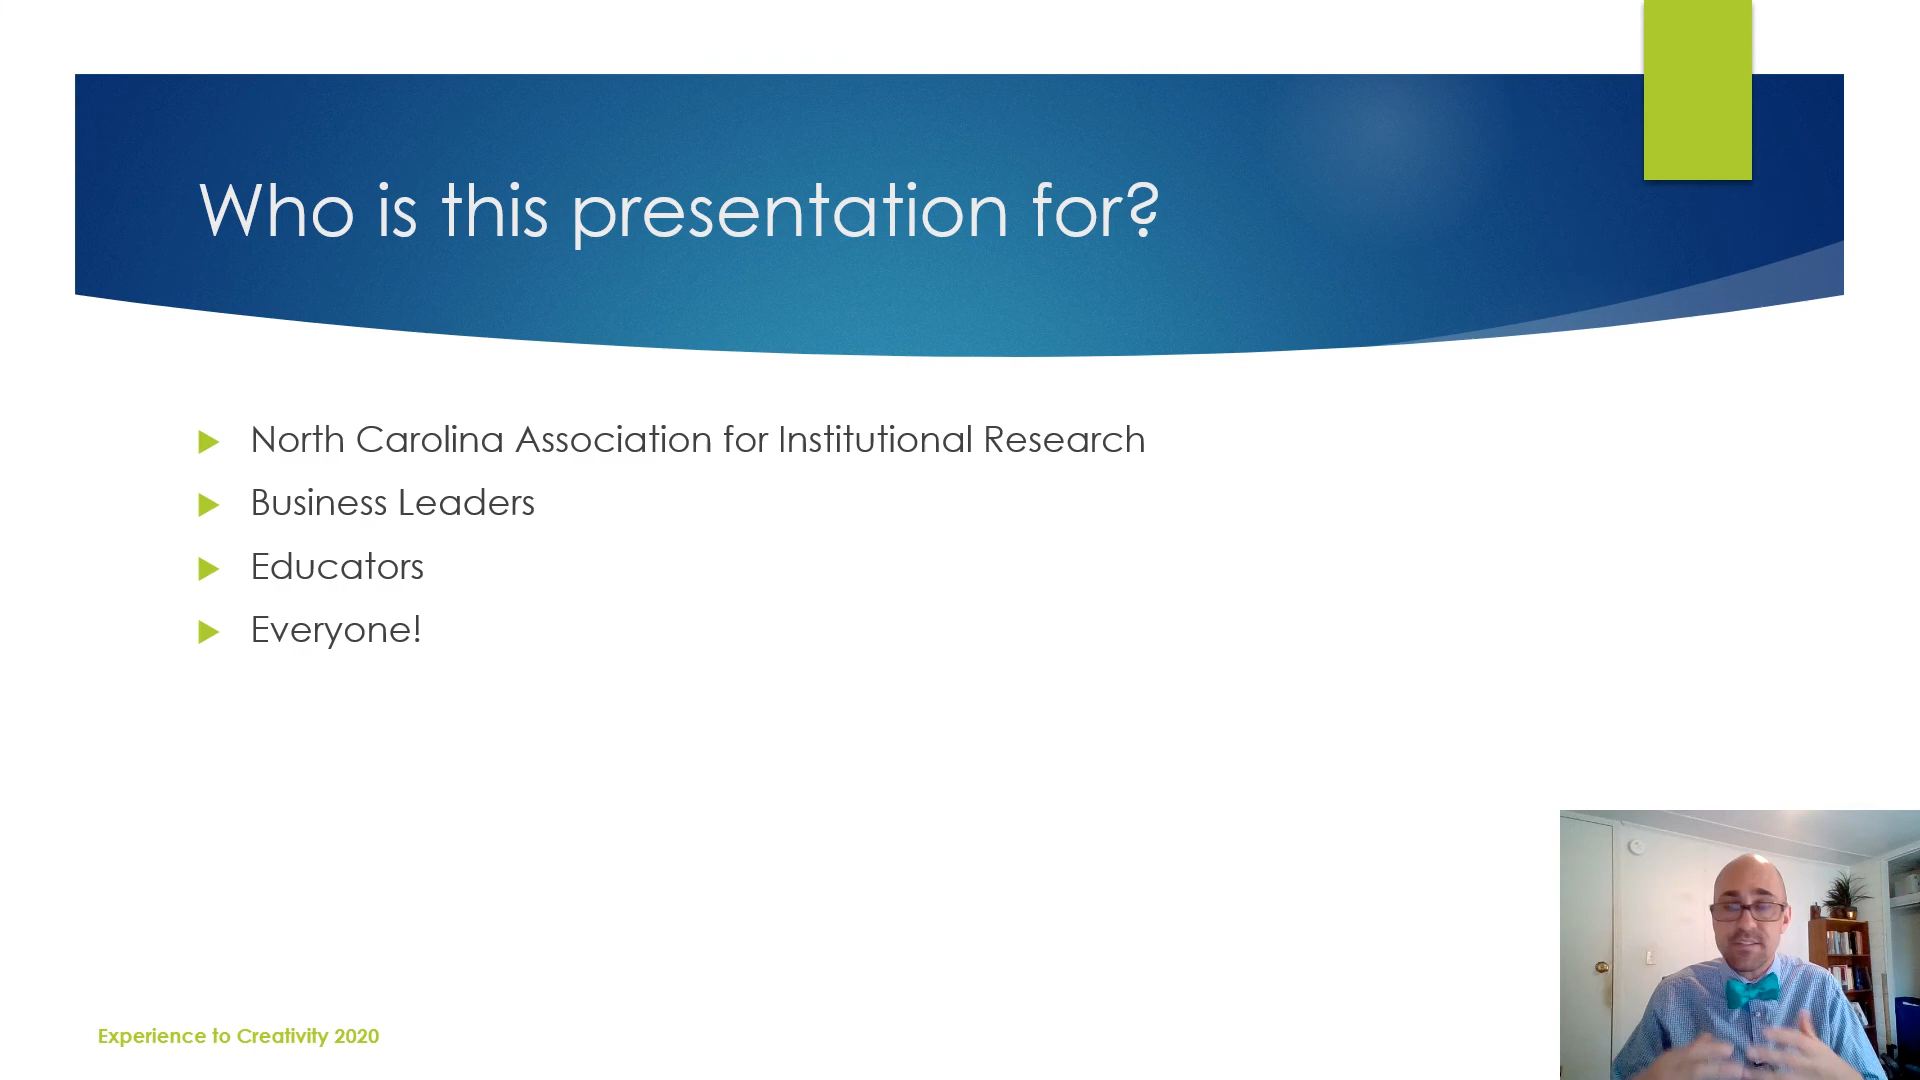 Who is this presentation for?
North Carolina Association for Institutional Research
Business Leaders
Educators
Everyone!
Experience to Creativity 2020